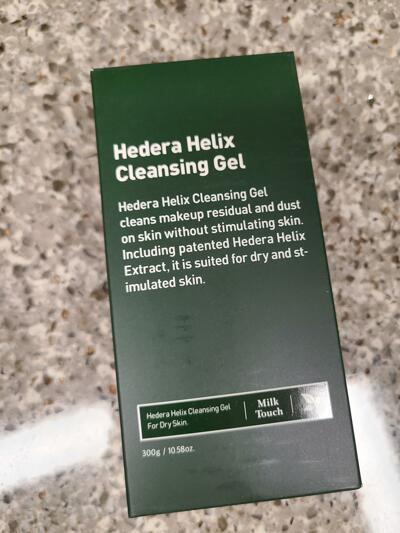 Hedera Helix
Cleansing Gel
Hedera Helix Cleansing Gel
cleans makeup residual and dust
on skin without stimulating skin.
Including patented Hedera Helix
Extract, it is suited for dry and st-
imulated skin.
Hedera Helix Cleansing Gel
For Dry Skin.
Milk
Touch
300g / 10.58oz.